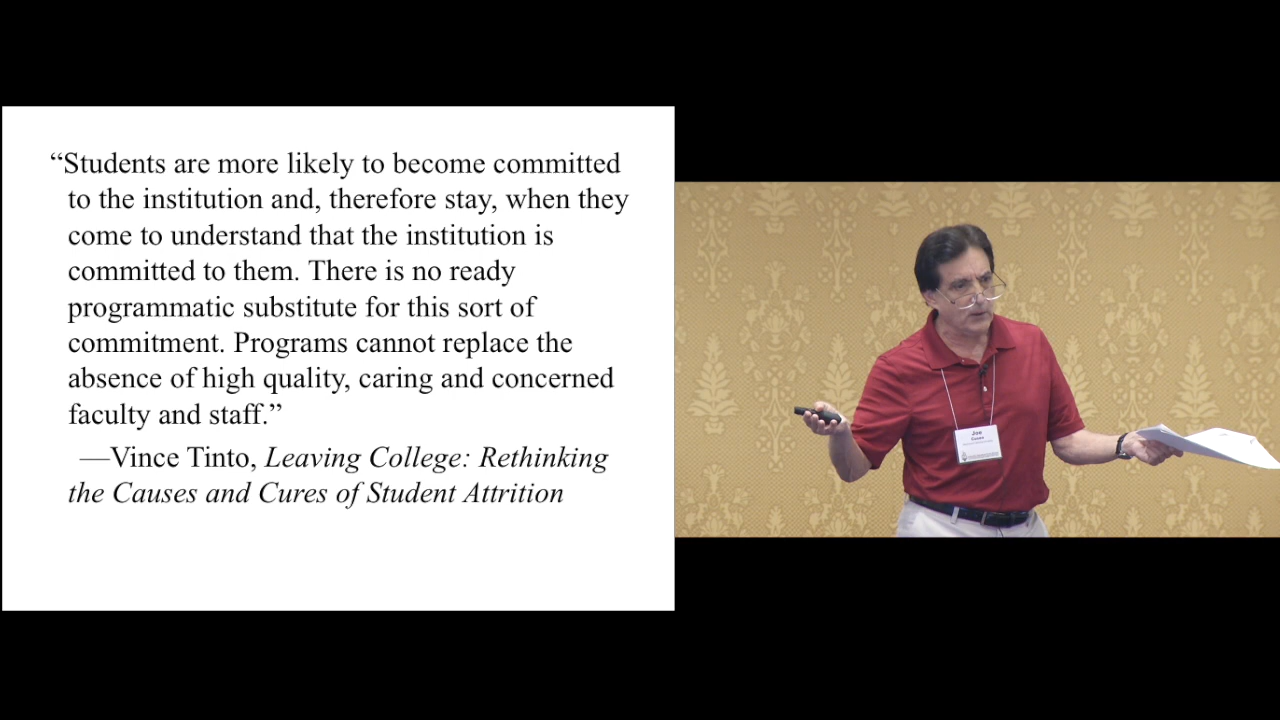 “Students are more likely to become committed
to the institution and, therefore stay, when they
come to understand that the institution is
committed to them. There is no ready
programmatic substitute for this sort of
commitment. Programs cannot replace the
absence of high quality, caring and concerned
faculty and staff.”
—Vince Tinto, Leaving College: Rethinking
the Causes and Cures of Student Attrition
Joe